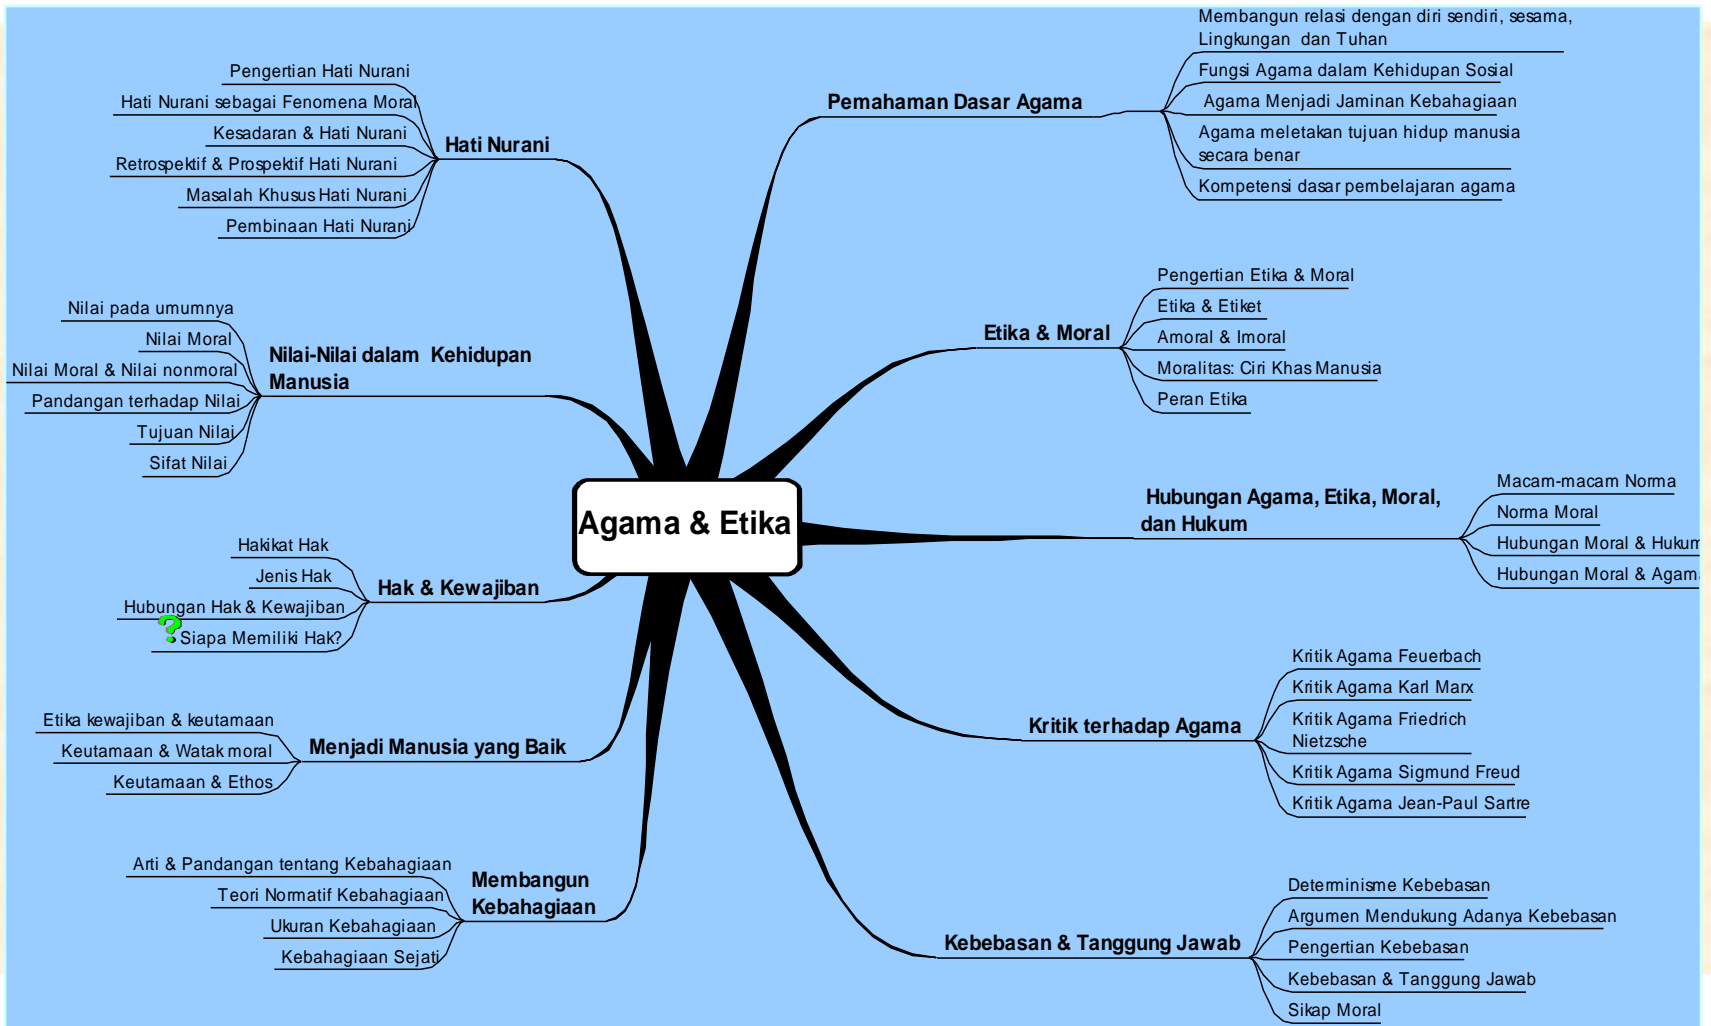 Agama & Etika
Pemahaman Dasar Agama
Membangun relasi dengan diri sendiri, sesama,
Lingkungan dan Tuhan
Fungsi Agama dalam Kehidupan Sosial
Agama Menjadi Jaminan Kebahagiaan
Agama meletakan tujuan hidup manusia
secara benar
Kompetensi dasar pembelajaran agama
Etika & Moral
Pengertian Etika & Moral
Etika & Etiket
Amoral & Imoral
Moralitas: Ciri Khas Manusia
Peran Etika
Hubungan Agama, Etika, Moral,
dan Hukum
Macam-macam Norma
Norma Moral
Hubungan Moral & Hukum
Hubungan Moral & Agama
Kritik terhadap Agama
Kritik Agama Feuerbach
Kritik Agama Karl Marx
Kritik Agama Friedrich
Nietzsche
Kritik Agama Sigmund Freud
Kritik Agama Jean-Paul Sartre
Kebebasan & Tanggung Jawab
Determinisme Kebebasan
Argumen Mendukung Adanya Kebebasan
Pengertian Kebebasan
Kebebasan & Tanggung Jawab
Sikap Moral
Hati Nurani
Pengertian Hati Nurani
Hati Nurani sebagai Fenomena Moral
Kesadaran & Hati Nurani
Retrospektif & Prospektif Hati Nurani
Masalah Khusus Hati Nurani
Pembinaan Hati Nurani
Nilai-Nilai dalam Kehidupan
Manusia
Nilai pada umumnya
Nilai Moral
Nilai Moral & Nilai nonmoral
Pandangan terhadap Nilai
Tujuan Nilai
Sifat Nilai
Hak & Kewajiban
Hakikat Hak
Jenis Hak
Hubungan Hak & Kewajiban
? Siapa Memiliki Hak?
Menjadi Manusia yang Baik
Etika kewajiban & keutamaan
Keutamaan & Watak moral
Keutamaan & Ethos
Membangun
Kebahagiaan
Arti & Pandangan tentang Kebahagiaan
Teori Normatif Kebahagiaan
Ukuran Kebahagiaan
Kebahagiaan Sejati